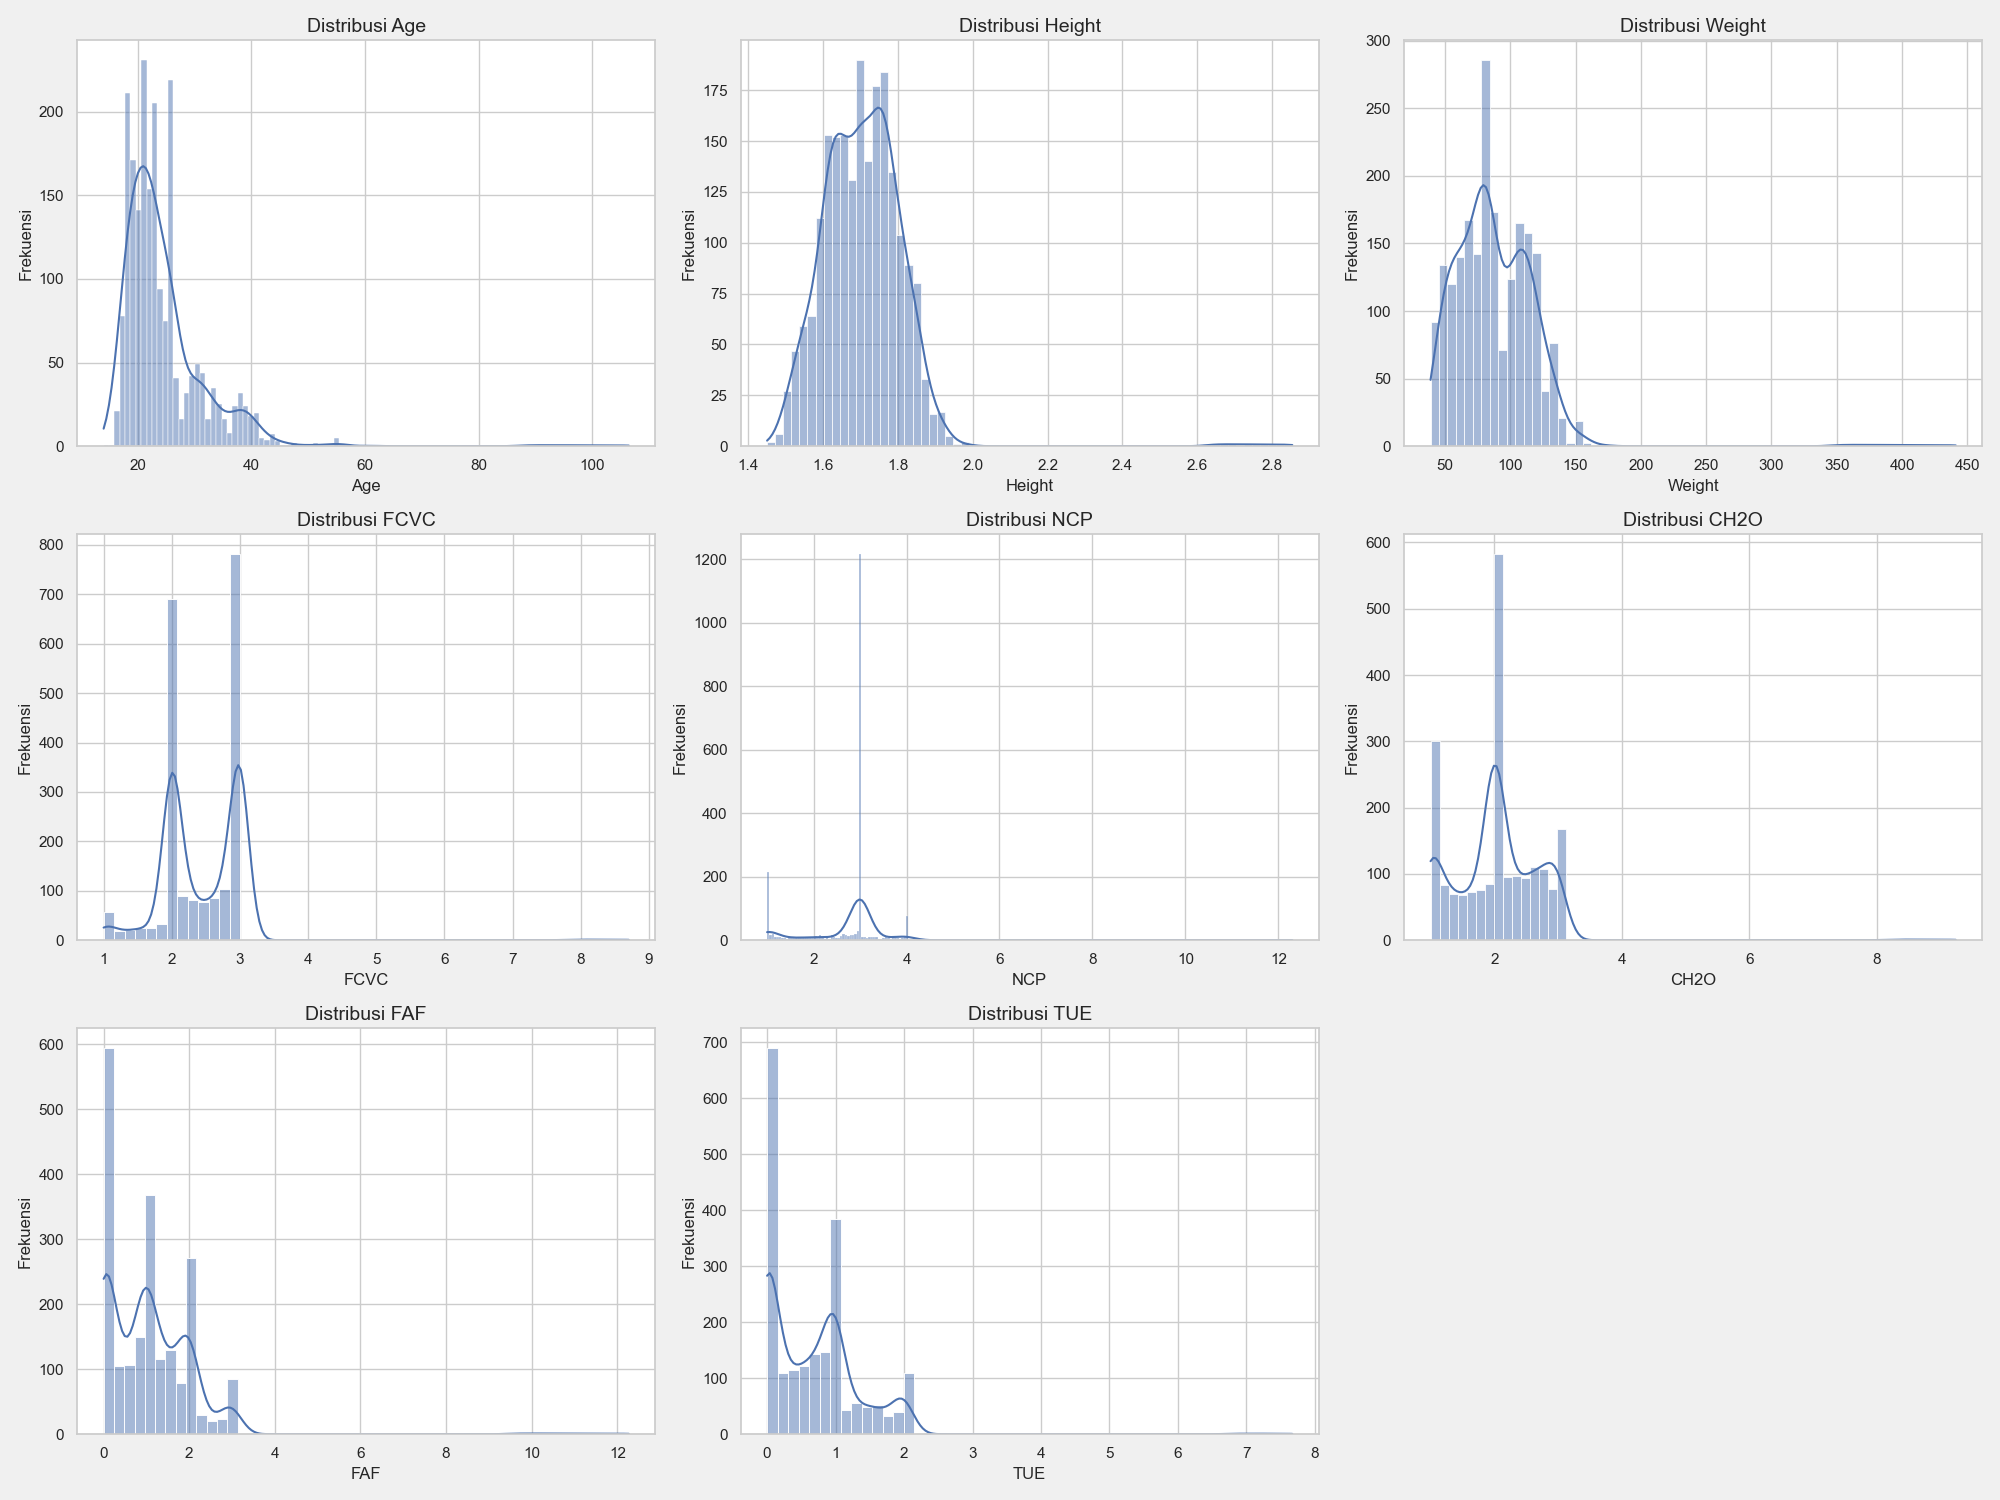 Distribusi Age
Frekuensi
200
150
100
50
0
20 40 60 80 100
Age
Distribusi Height
Frekuensi
175
150
125
100
75
50
25
0
1.4 1.6 1.8 2.0 2.2 2.4 2.6 2.8
Height
Distribusi Weight
Frekuensi
300
250
200
150
100
50
0
50 100 150 200 250 300 350 400 450
Weight
Distribusi FCVC
Frekuensi
800
700
600
500
400
300
200
100
0
1 2 3 4 5 6 7 8 9
FCVC
Distribusi NCP
Frekuensi
1200
1000
800
600
400
200
0
2 4 6 8 10 12
NCP
Distribusi CH2O
Frekuensi
600
500
400
300
200
100
0
2 4 6 8
CH2O
Distribusi FAF
Frekuensi
600
500
400
300
200
100
0
0 2 4 6 8 10 12
FAF
Distribusi TUE
Frekuensi
700
600
500
400
300
200
100
0
0 1 2 3 4 5 6 7 8
TUE